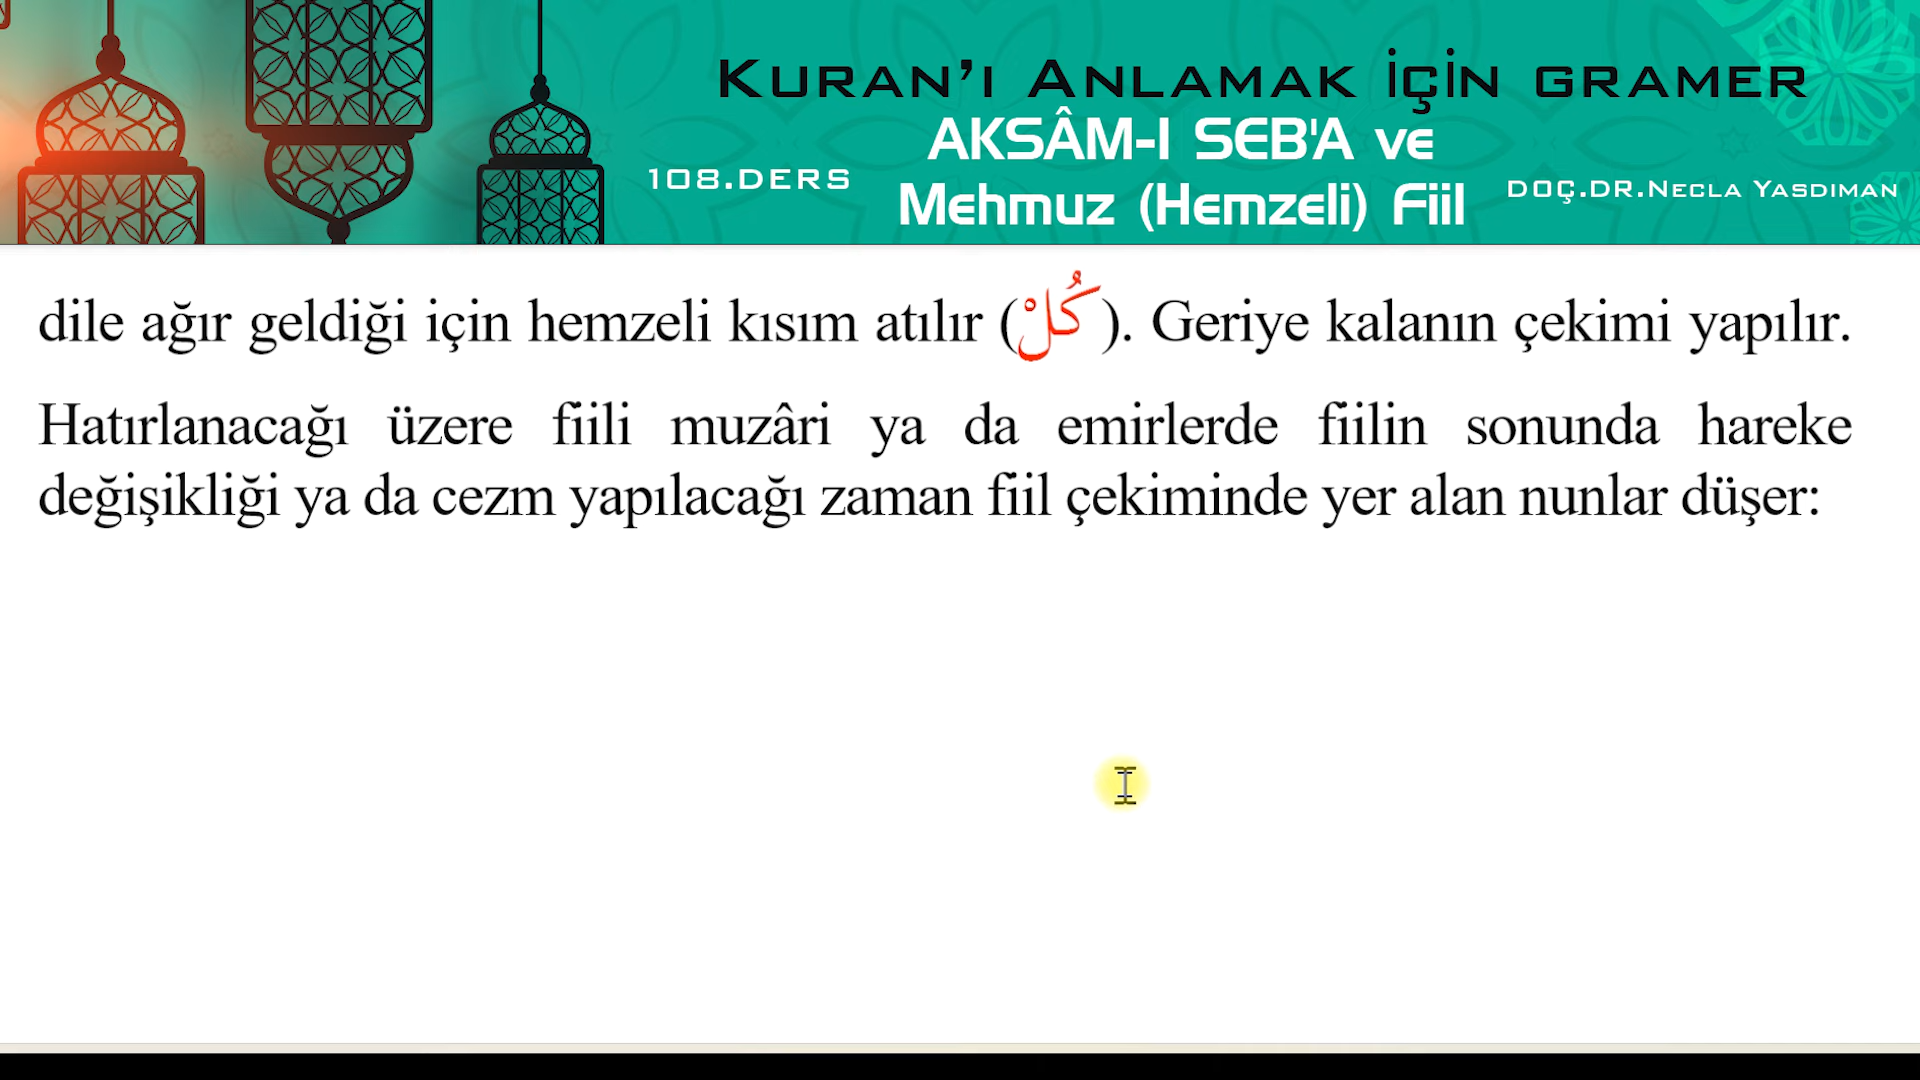 KURAN’I ANLAMAK İÇİN GRAMER
AKSÂM-I SEB'A ve
108.DERS
Mehmuz (Hemzeli) Fiil
DOÇ.DR.NECLA YASDIMAN
dile ağır geldiği için hemzeli kısım atılır (كُلْ). Geriye kalanın çekimi yapılır.
Hatırlanacağı üzere fiili muzâri ya da emirlerde fiilin sonunda hareke
değişikliği ya da cezm yapılacağı zaman fiil çekiminde yer alan nunlar düşer: